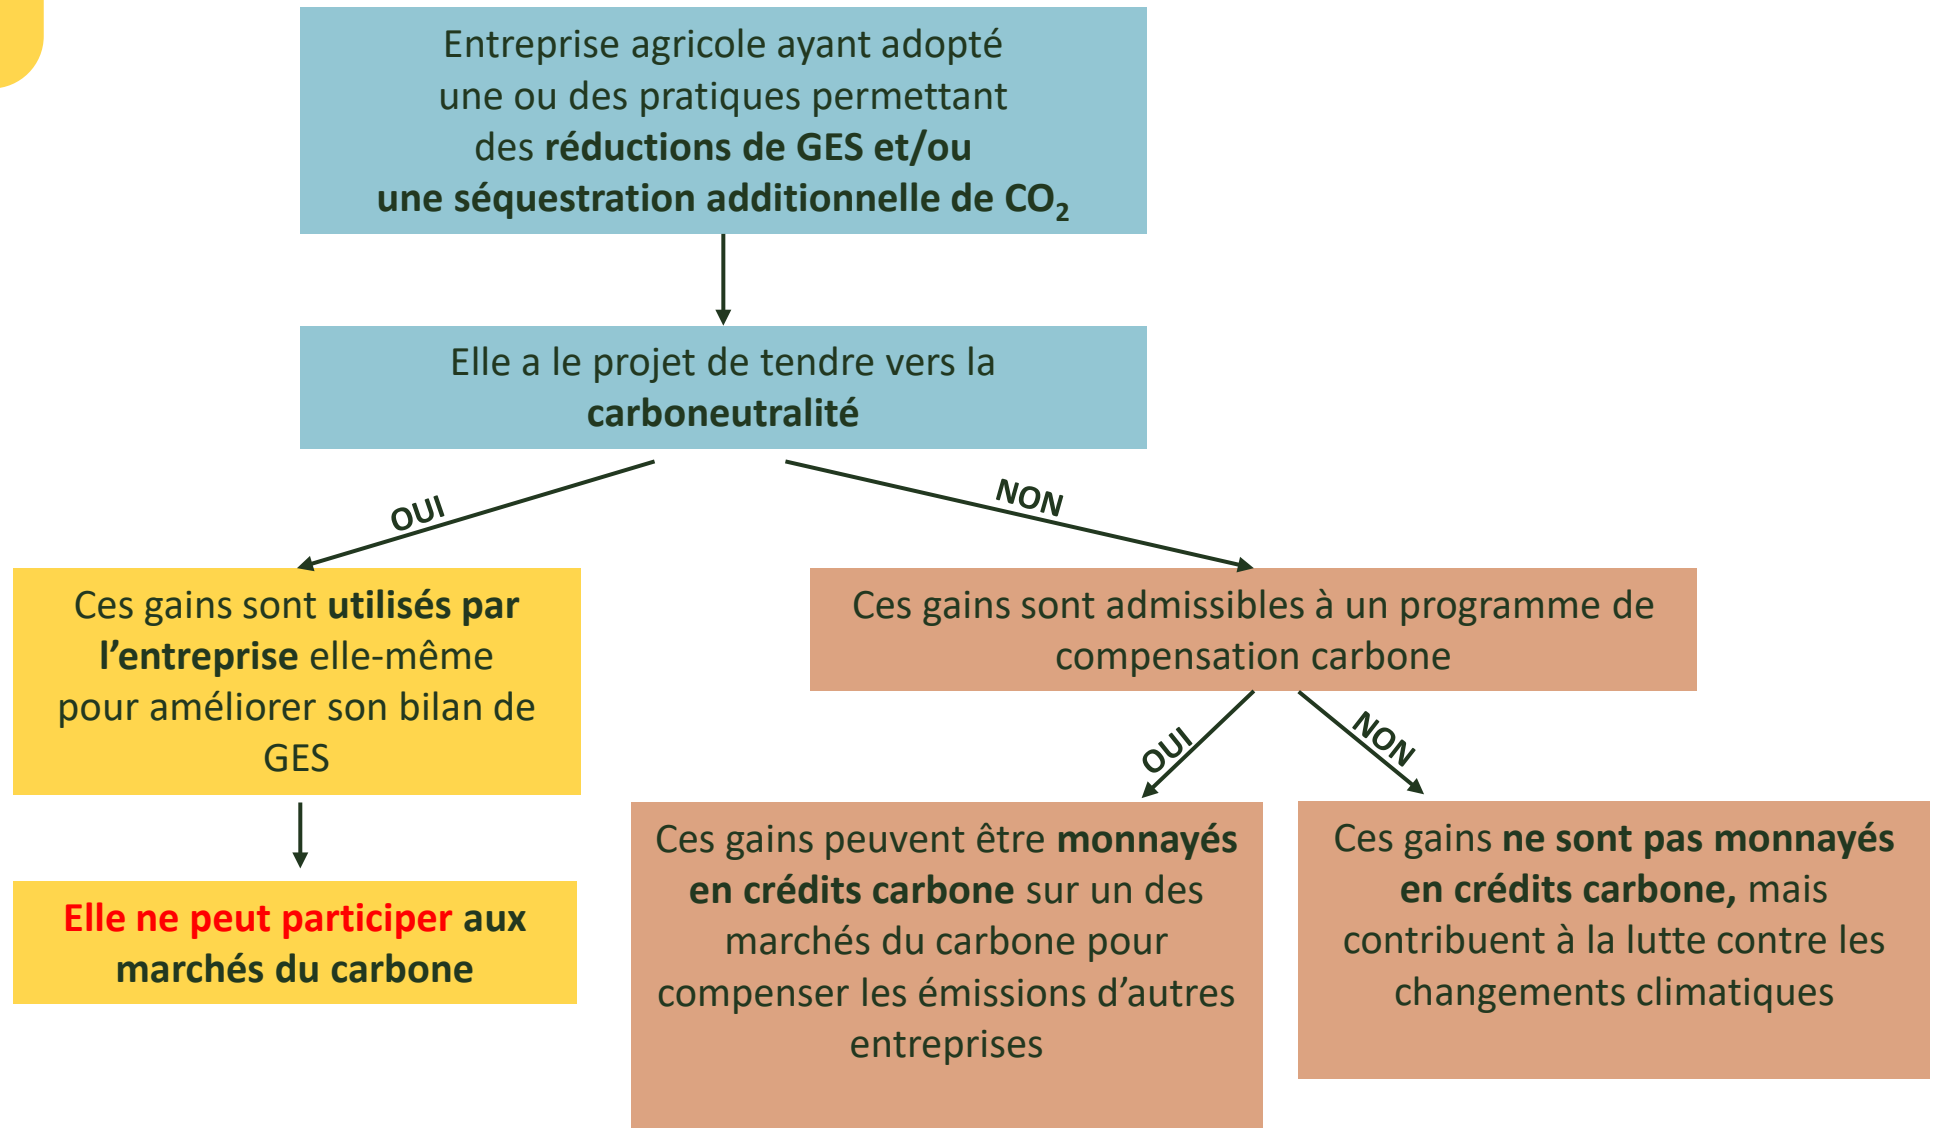 Entreprise agricole ayant adopté
une ou des pratiques permettant
des réductions de GES et/ou
une séquestration additionnelle de CO₂
Elle a le projet de tendre vers la
carboneutralité
OUI
NON
Ces gains sont utilisés par
l’entreprise elle-même
pour améliorer son bilan de
GES
Ces gains sont admissibles à un programme de
compensation carbone
OUI
NON
Elle ne peut participer aux
marchés du carbone
Ces gains peuvent être monnayés
en crédits carbone sur un des
marchés du carbone pour
compenser les émissions d’autres
entreprises
Ces gains ne sont pas monnayés
en crédits carbone, mais
contribuent à la lutte contre les
changements climatiques